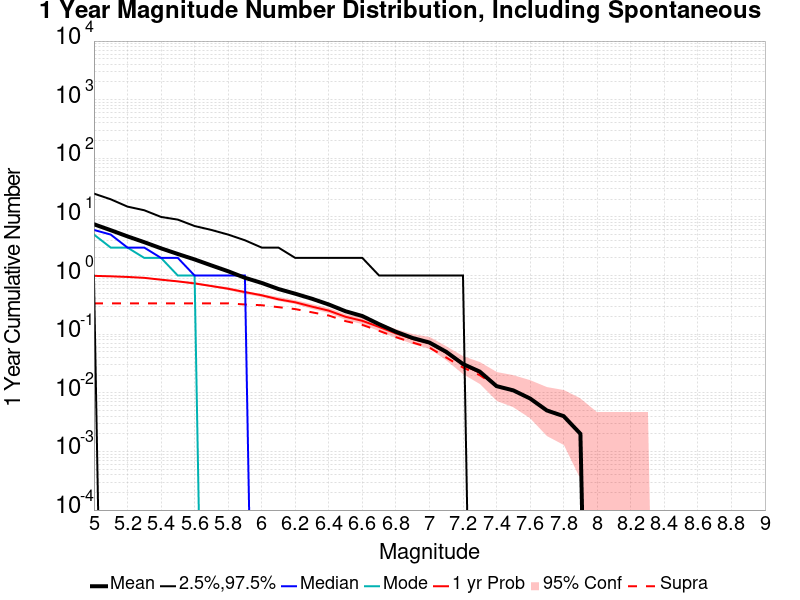 1 Year Magnitude Number Distribution, Including Spontaneous
10 4
10 3
10 2
10 1
10 0
10 -1
10 -2
10 -3
10 -4
1 Year Cumulative Number
5 5.2 5.4 5.6 5.8 6 6.2 6.4 6.6 6.8 7 7.2 7.4 7.6 7.8 8 8.2 8.4 8.6 8.8 9
Magnitude
Mean 2.5%,97.5% Median Mode 1 yr Prob 95% Conf Supra